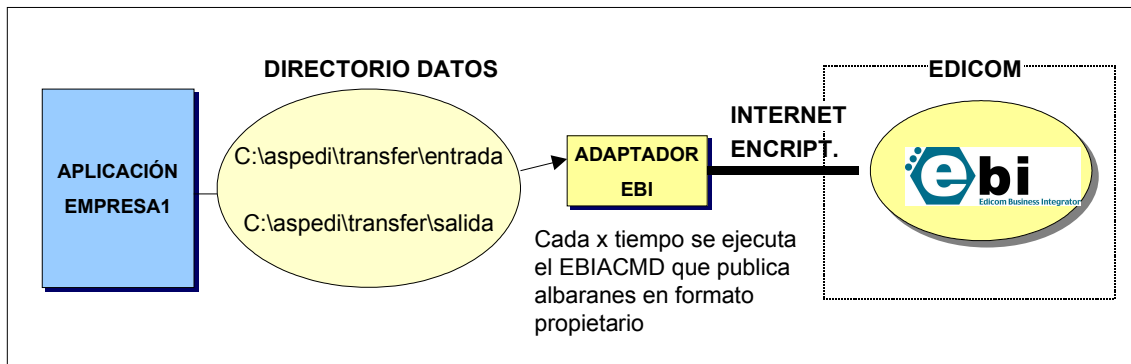 DIRECTORIO DATOS
EDICOM
APLICACIÓN
EMPRESA1
C:\aspedi\transfer\entrada
C:\aspedi\transfer\salida
ADAPTADOR
EBI
INTERNET
ENCRIPT.
ebi
Edicom Business Integrator
Cada x tiempo se ejecuta
el EBIACMD que publica
albaranes en formato
propietario